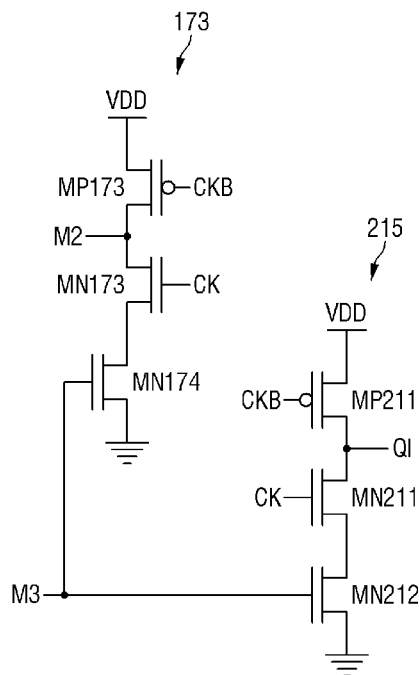 173
VDD
MP173
CKB
M2
215
MN173
CK
VDD
MN174
CKB
MP211
QI
CK
MN211
M3
MN212